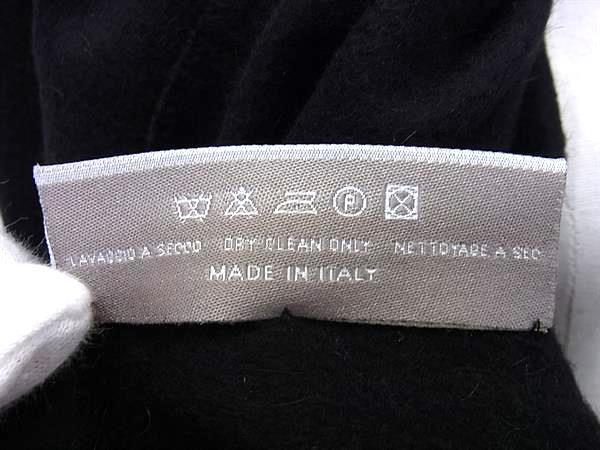 P
LAVAGGIO A SECCO DRY CLEAN ONLY NETTOYAGE A SEC
MADE IN ITALY